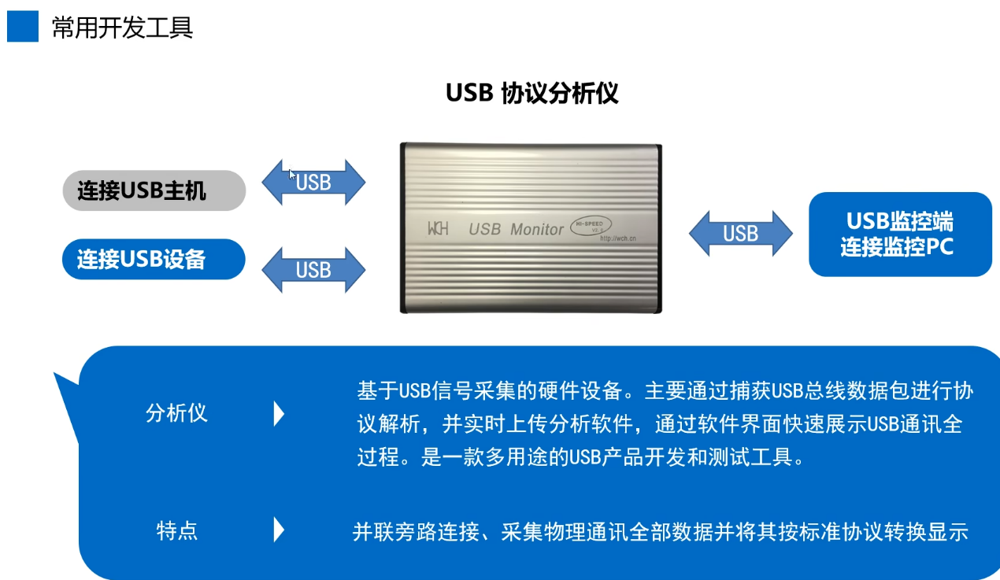 常用开发工具
USB 协议分析仪
连接USB主机
USB
连接USB设备
USB
WCH USB Monitor HI-SPEED
V2.0
http://wch.cn
USB
USB监控端
连接监控PC
分析仪
基于USB信号采集的硬件设备。主要通过捕获USB总线数据包进行协
议解析，并实时上传分析软件，通过软件界面快速展示USB通讯全
过程。是一款多用途的USB产品开发和测试工具。
特点
并联旁路连接、采集物理通讯全部数据并将其按标准协议转换显示